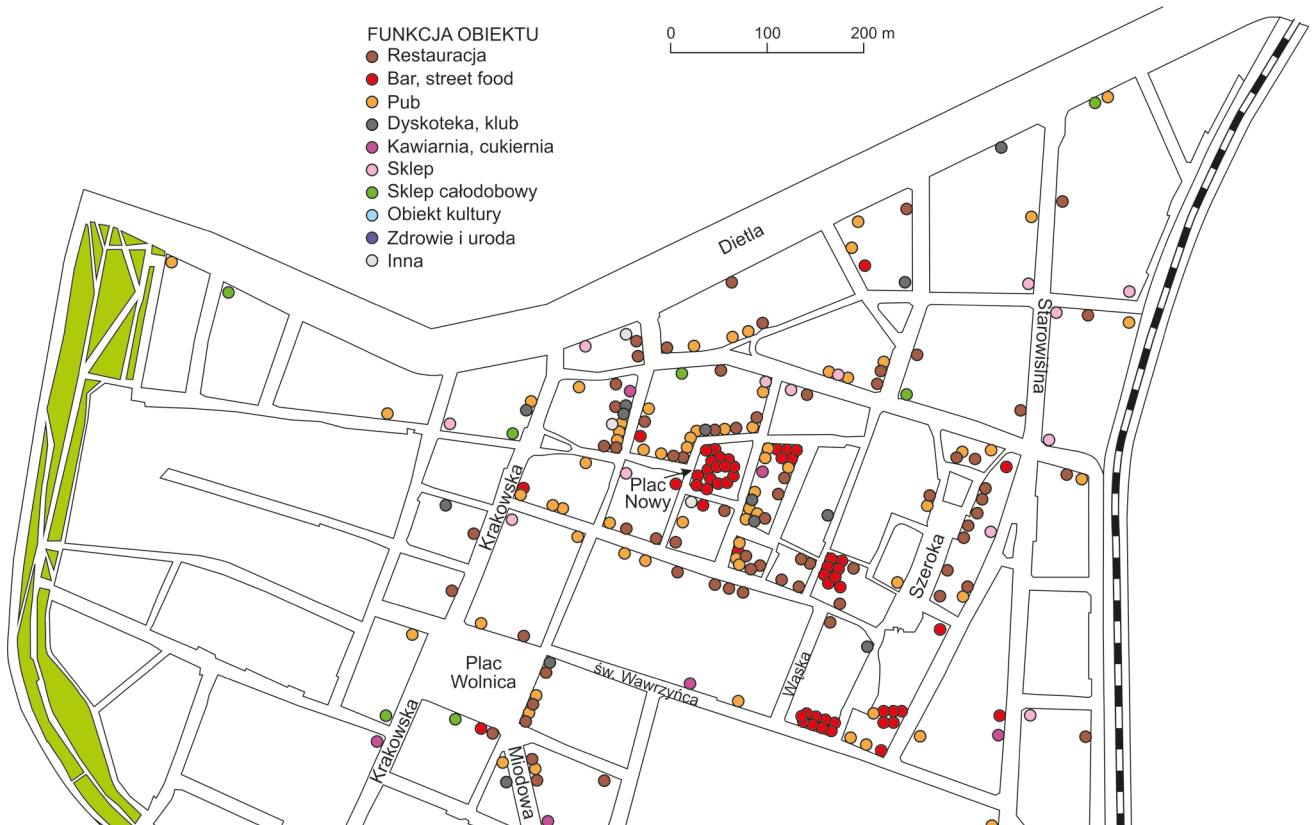 FUNKCJA OBIEKTU
Restauracja
Bar, street food
Pub
Dyskoteka, klub
Kawiarnia, cukiernia
Sklep
Sklep całodobowy
Obiekt kultury
Zdrowie i uroda
Inna
0 100 200 m
Dietla
Starowiślna
Plac
Nowy
Krakowska
Szeroka
Plac
Wolnica
św. Wawrzyńca
Wąska
Krakowska
Miodowa